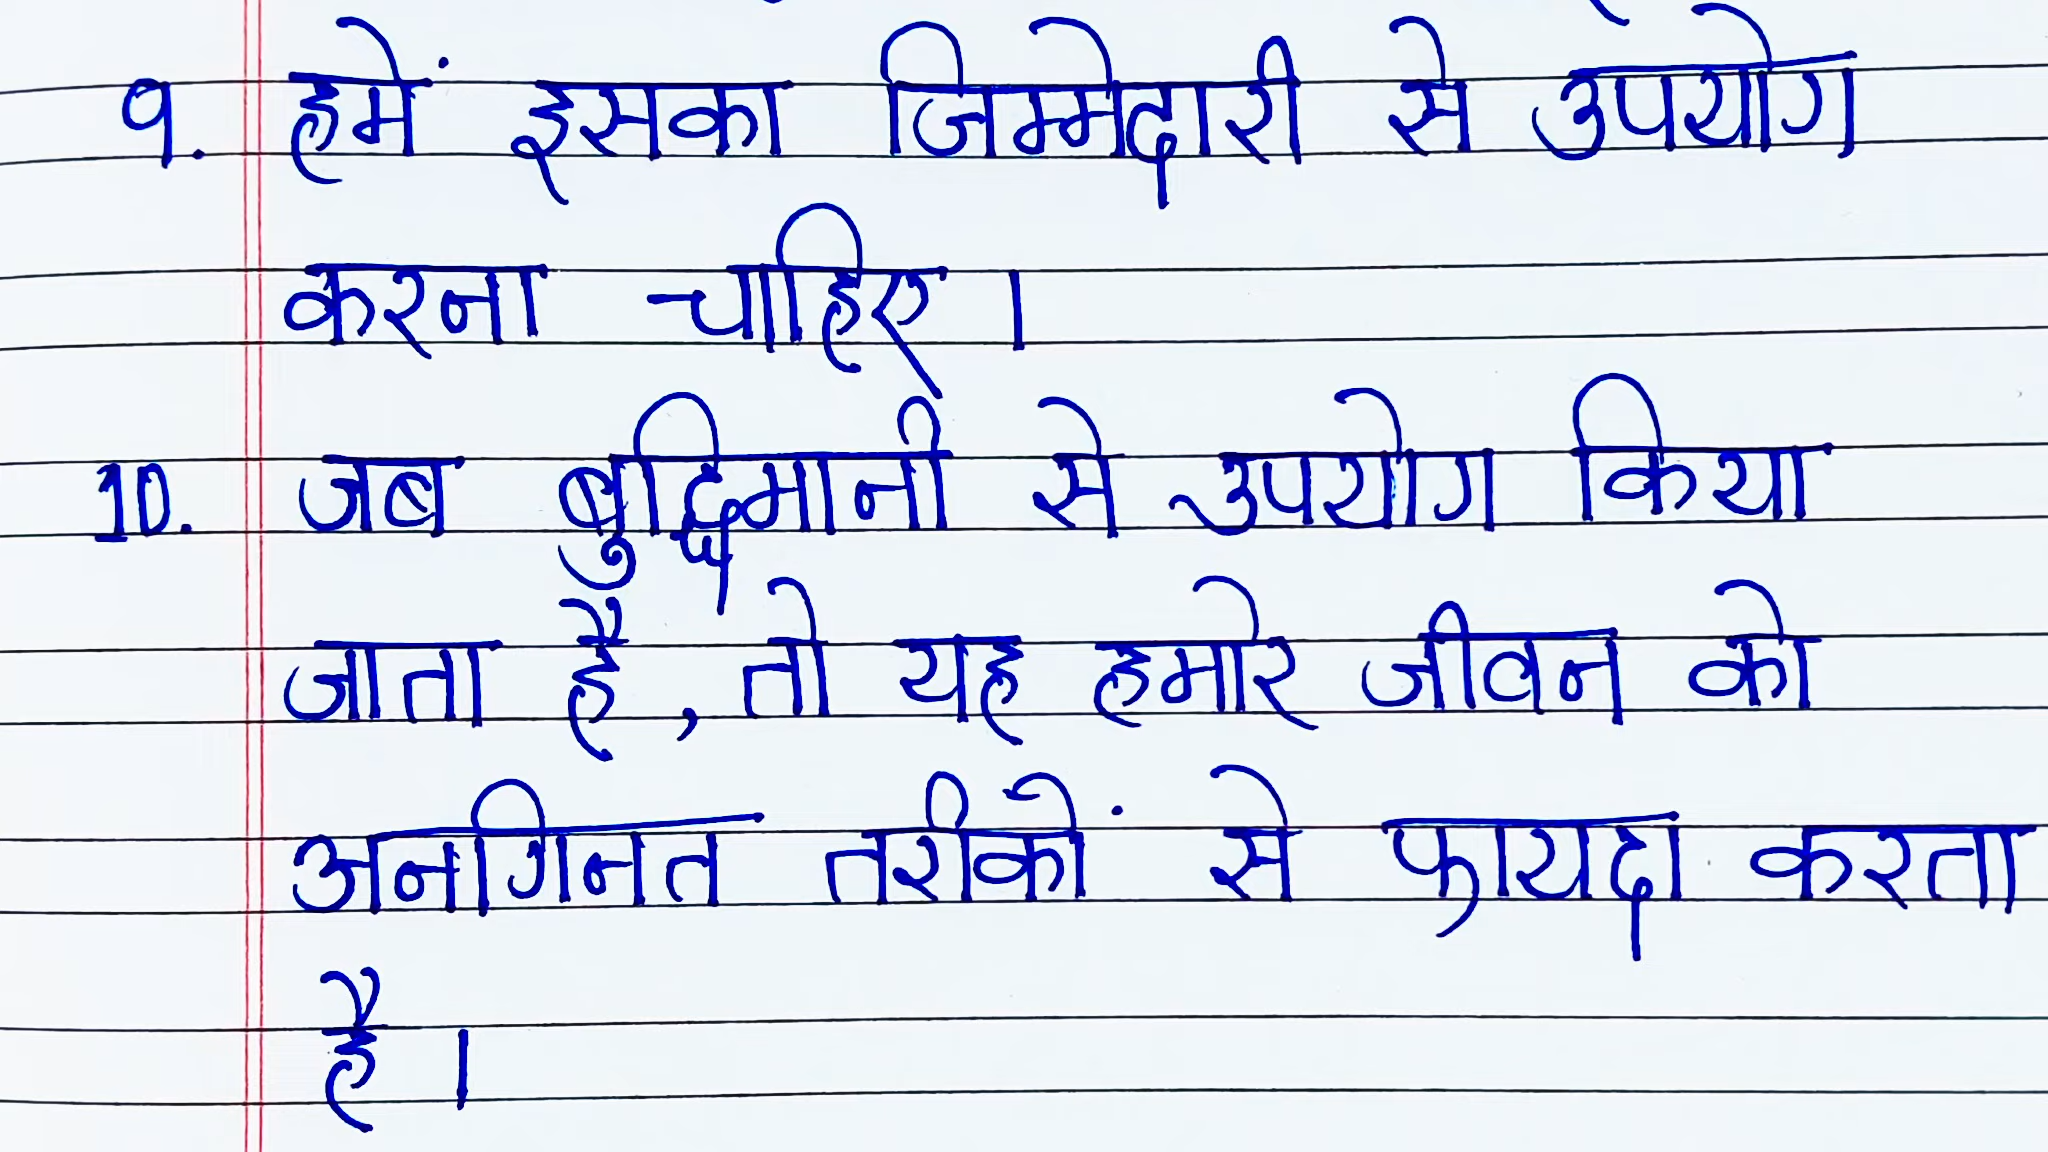 9. हमें इसका जिम्मेदारी से उपयोग
करना चाहिए।
10. जब बुद्धिमानी से उपयोग किया
जाता है, तो यह हमारे जीवन को
अनगिनत तरीकों से फायदा करता
है।